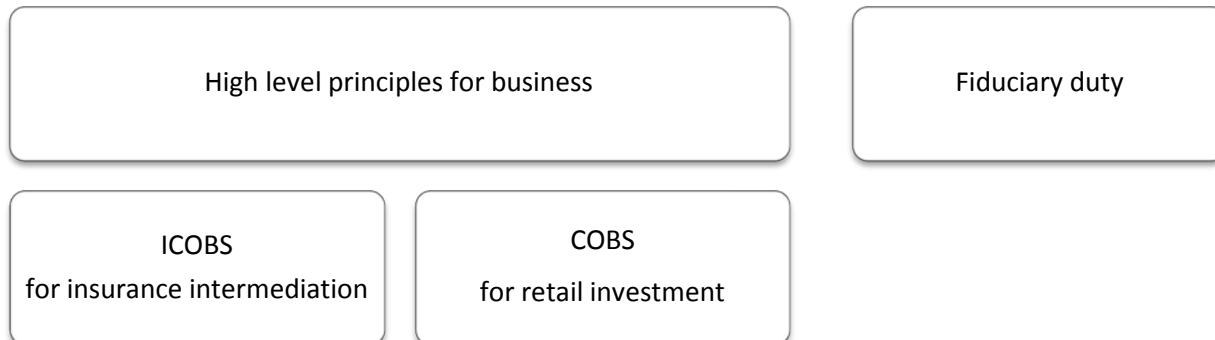 High level principles for business
Fiduciary duty
ICOBS
for insurance intermediation
COBS
for retail investment